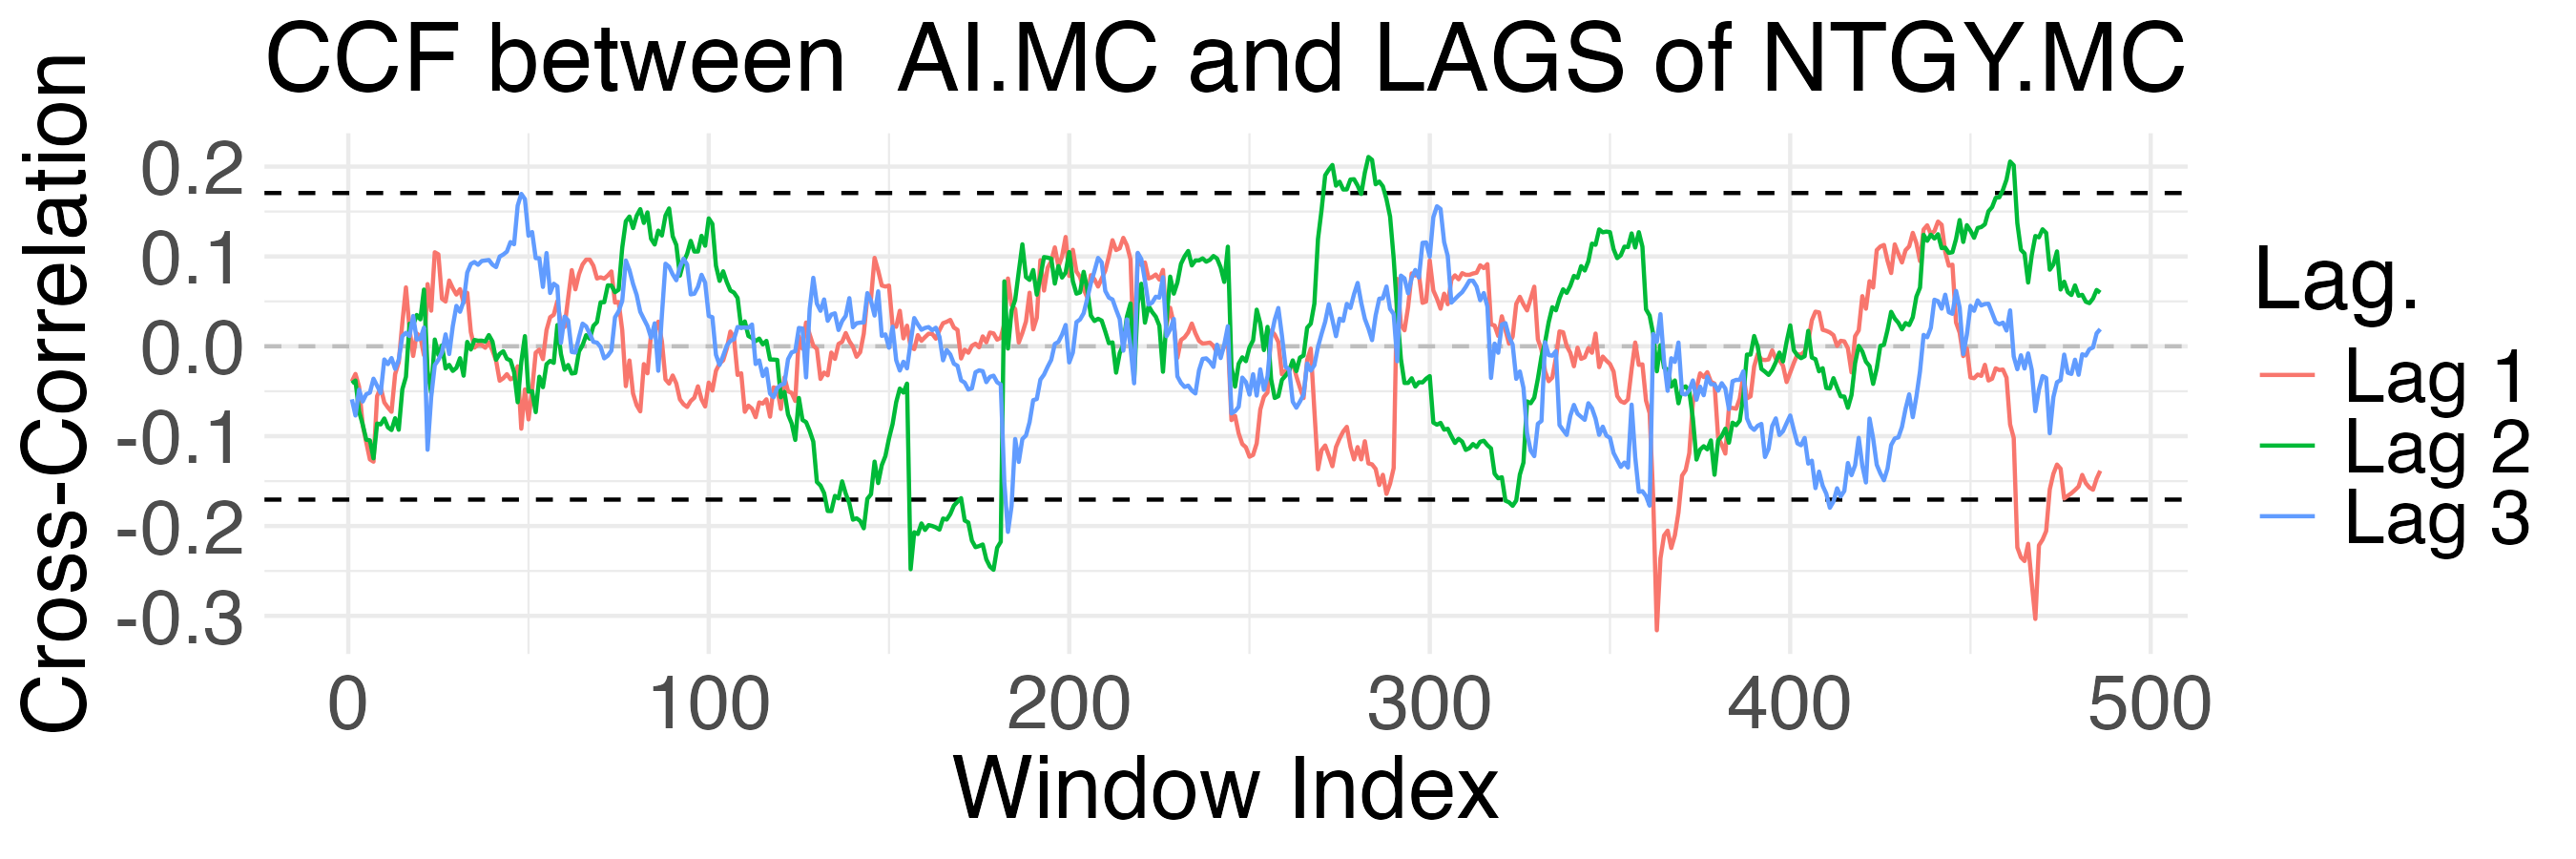 CCF between  AI.MC and LAGS of NTGY.MC
Cross-Correlation
0.2
0.1
0.0
-0.1
-0.2
-0.3
0 100 200 300 400 500
Window Index
Lag.
Lag 1
Lag 2
Lag 3